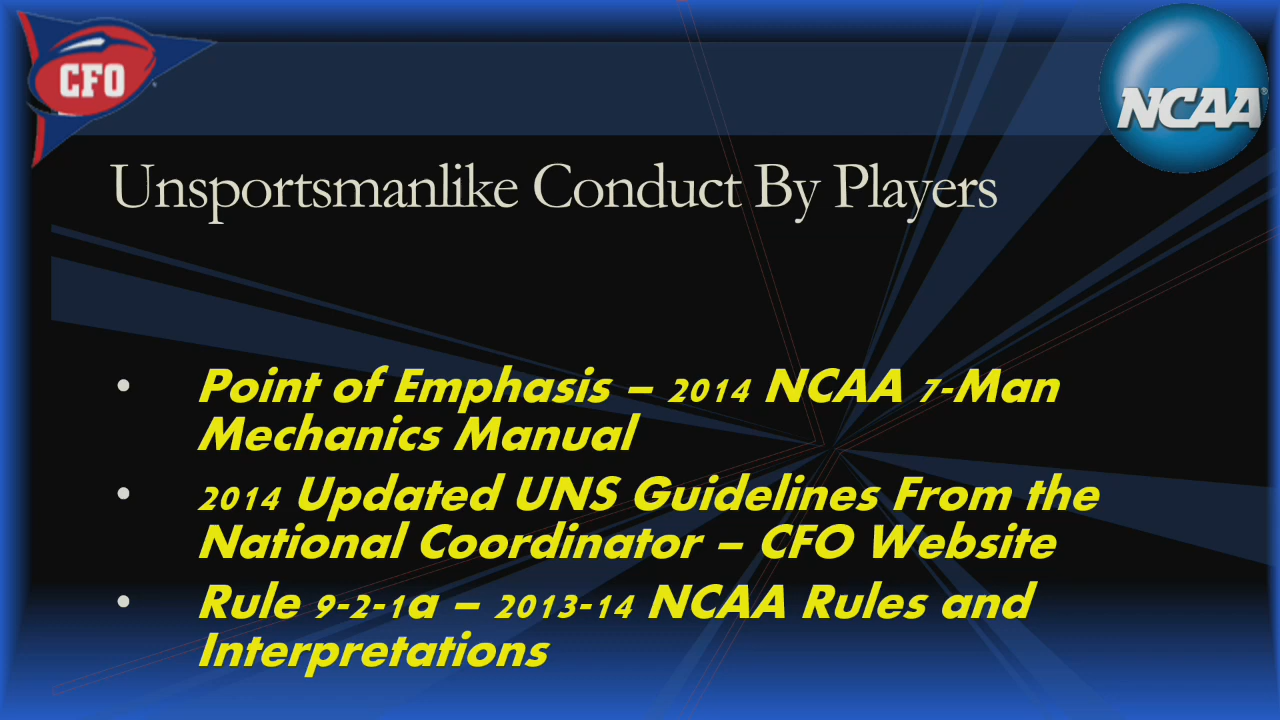 CFO
NCAA®
Unsportsmanlike Conduct By Players
• Point of Emphasis – 2014 NCAA 7-Man
Mechanics Manual
• 2014 Updated UNS Guidelines From the
National Coordinator – CFO Website
• Rule 9-2-1a – 2013-14 NCAA Rules and
Interpretations